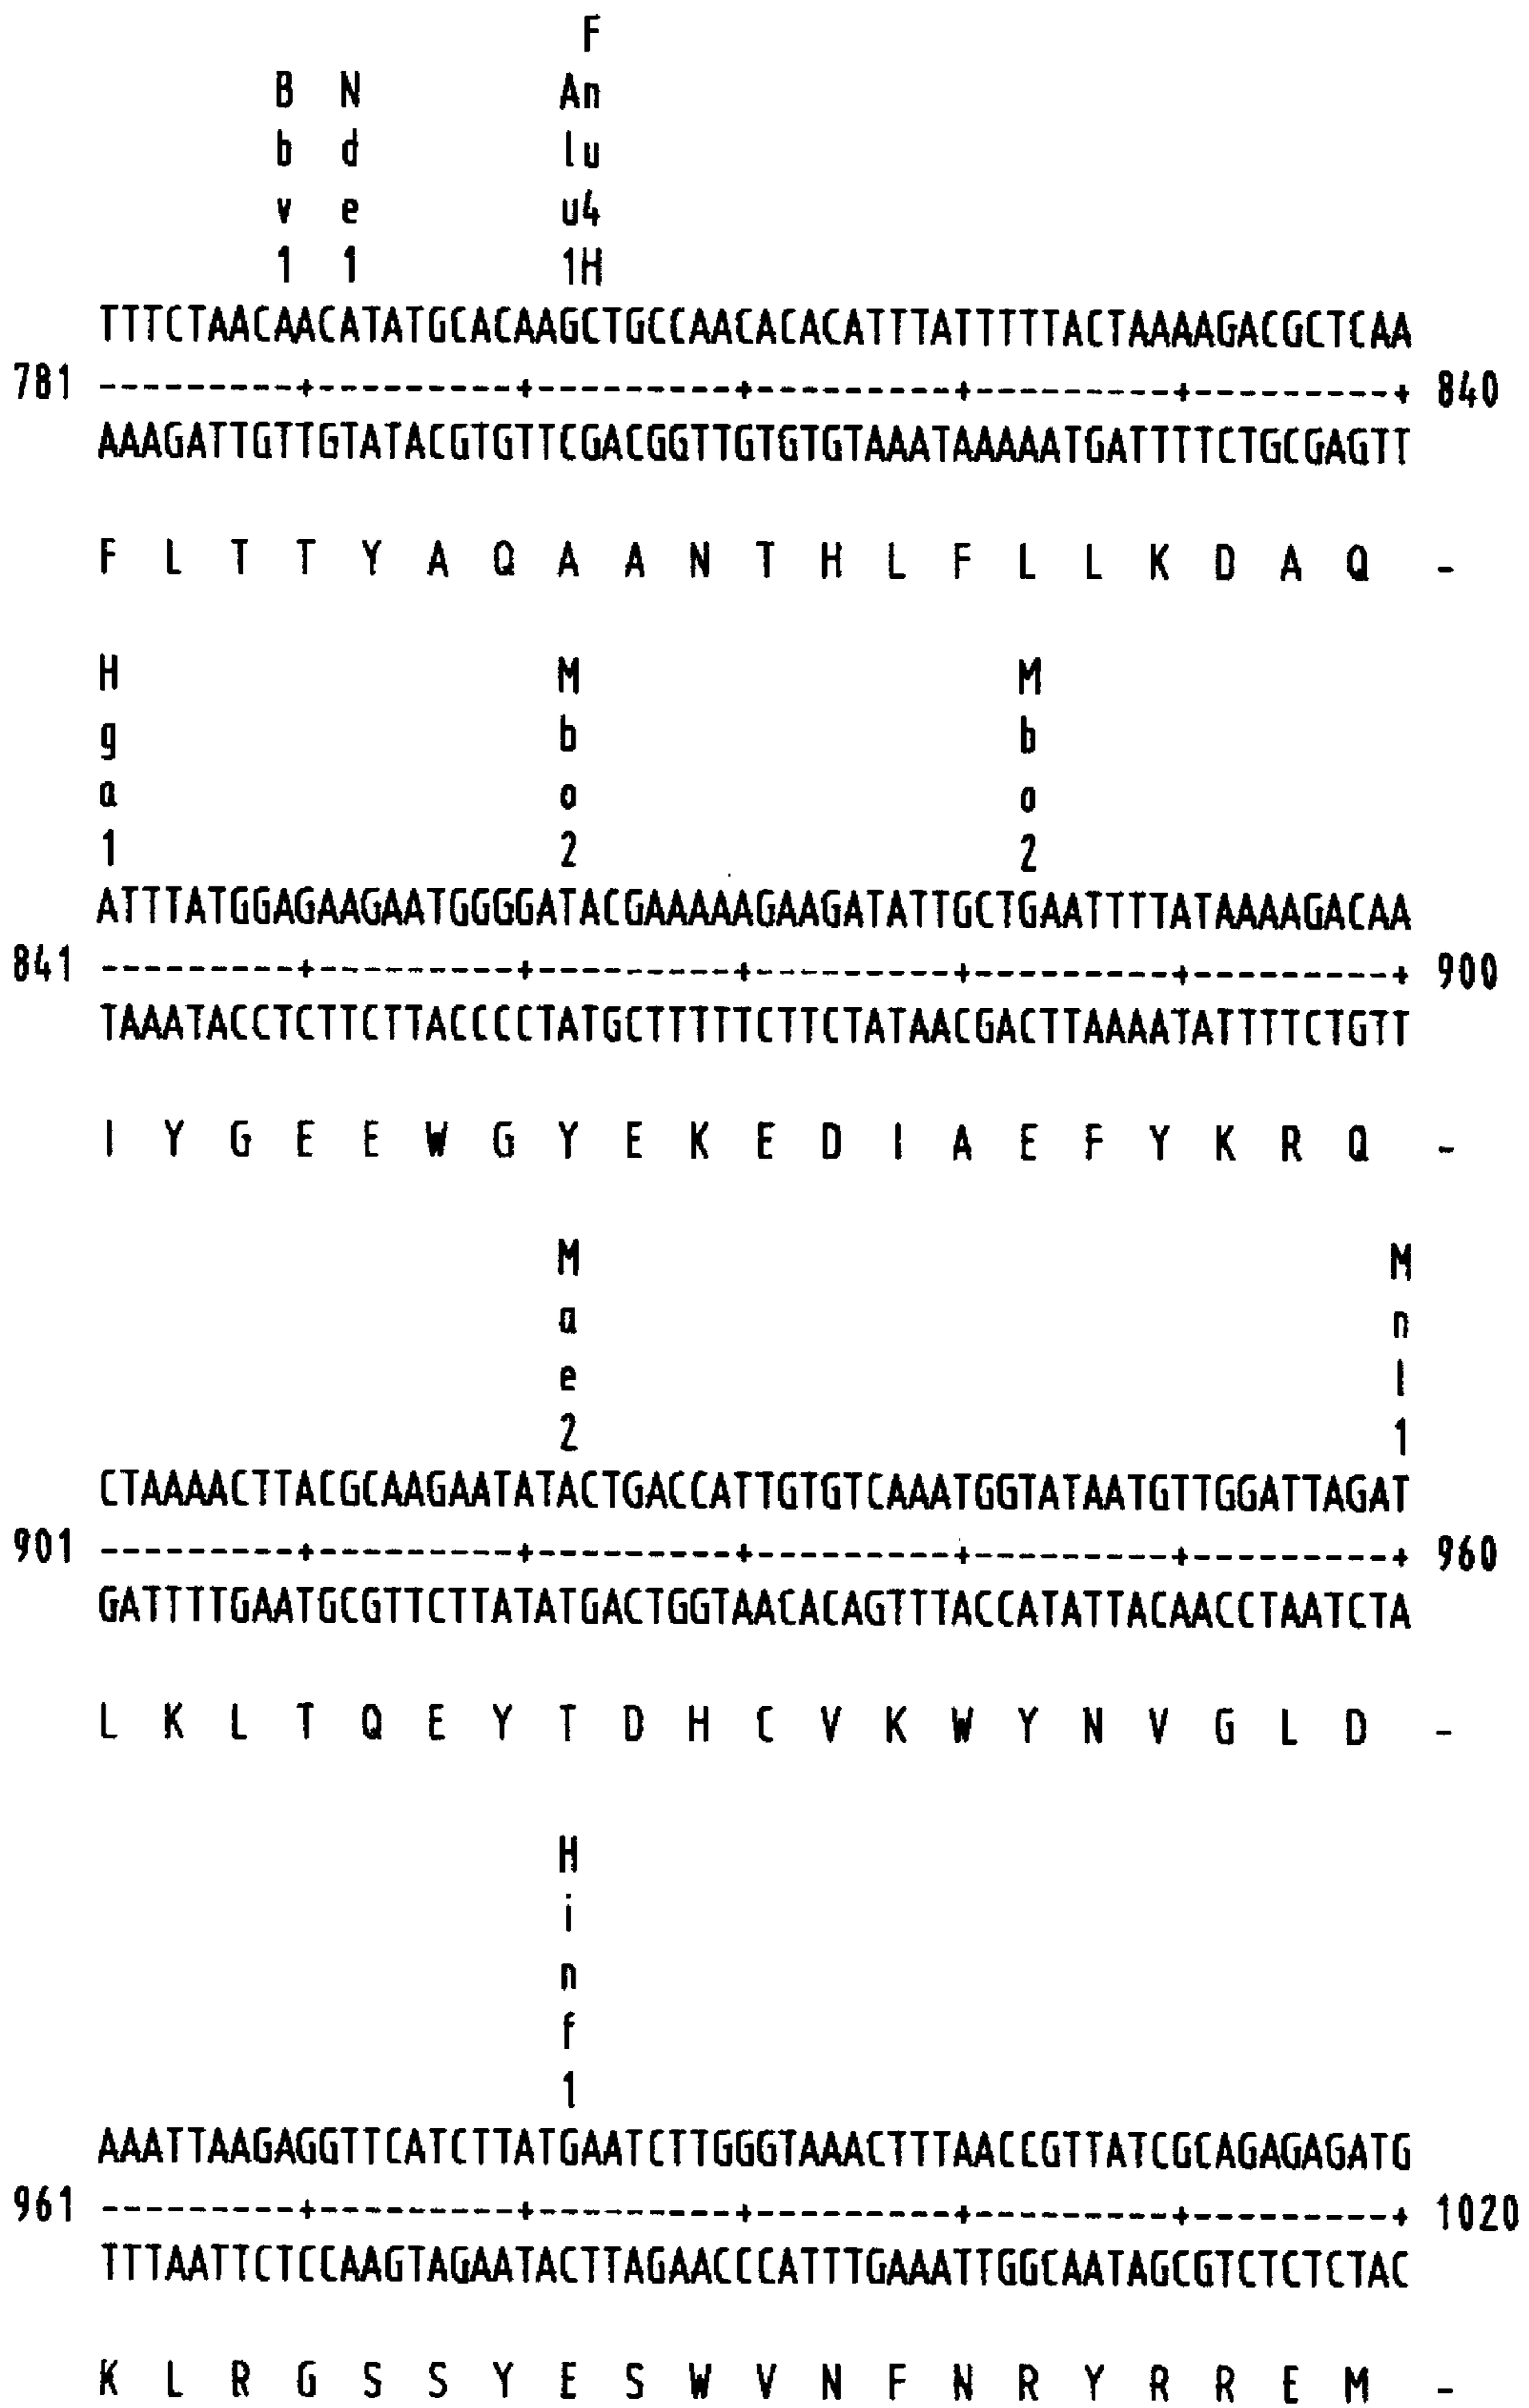 F
B N An
b d lu
v e u4
1 1 1H
TTTCTAACAACATATGCACAAGCTGCCAACACACATTTATTTTTACTAAAAGACGCTCAA
781 ---------+---------+---------+---------+---------+---------+ 840
AAAGATTGTTGTATACGTGTTCGACGGTTGTGTGTAAATAAAAATGATTTTCTGCGAGTT
F L T T Y A Q A A N T H L F L L K D A Q -
H M M
g b b
a o o
1 2 2
ATTTATGGAGAAGAATGGGGATACGAAAAAGAAGATATTGCTGAATTTTATAAAAGACAA
841 ---------+---------+---------+---------+---------+---------+ 900
TAAATACCTCTTCTTACCCCTATGCTTTTTCTTCTATAACGACTTAAAATATTTTCTGTT
I Y G E E W G Y E K E D I A E F Y K R Q -
M M
a n
e l
2 1
CTAAAACTTACGCAAGAATATACTGACCATTGTGTCAAATGGTATAATGTTGGATTAGAT
901 ---------+---------+---------+---------+---------+---------+ 960
GATTTTGAATGCGTTCTTATATGACTGGTAACACAGTTTACCATATTACAACCTAATCTA
L K L T Q E Y T D H C V K W Y N V G L D -
H
i
n
f
1
AAATTAAGAGGTTCATCTTATGAATCTTGGGTAAACTTTAACCGTTATCGCAGAGAGATG
961 ---------+---------+---------+---------+---------+---------+ 1020
TTTAATTCTCCAAGTAGAATACTTAGAACCCATTTGAAATTGGCAATAGCGTCTCTCTAC
K L R G S S Y E S W V N F N R Y R R E M -